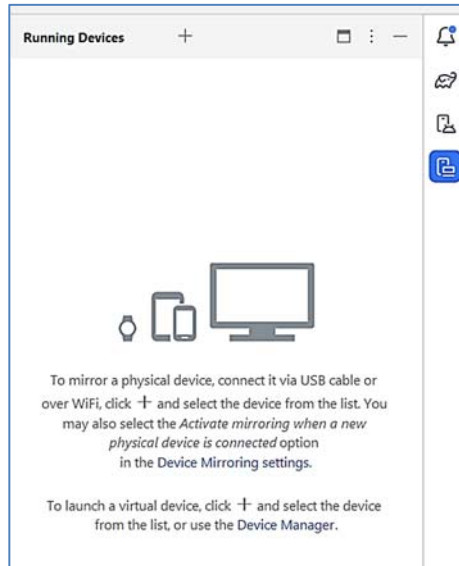 Running Devices
To mirror a physical device, connect it via USB cable or
over WiFi, click + and select the device from the list. You
may also select the Activate mirroring when a new
physical device is connected option
in the Device Mirroring settings.
To launch a virtual device, click + and select the device
from the list, or use the Device Manager.